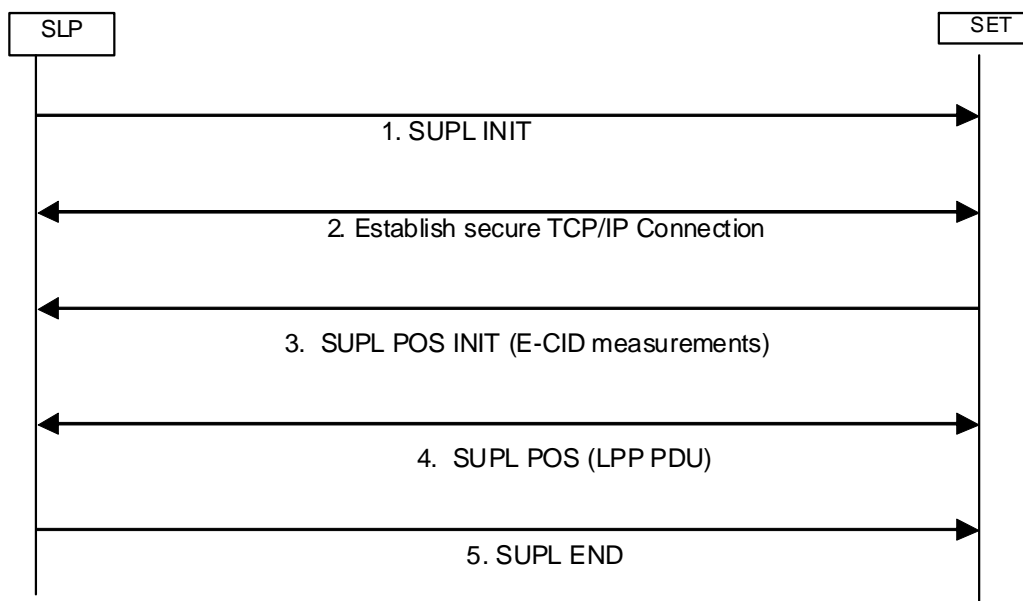 SLP
SET
1. SUPL INIT
2. Establish secure TCP/IP Connection
3. SUPL POS INIT (E-CID measurements)
4. SUPL POS (LPP PDU)
5. SUPL END